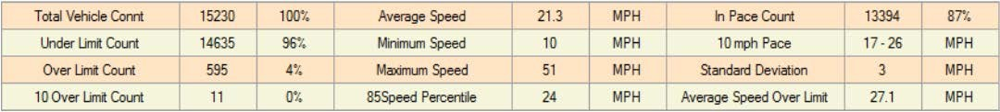 Total Vehicle Connt 15230 100% Average Speed 21.3 MPH In Pace Count 13394 87%
Under Limit Count 14635 96% Minimum Speed 10 MPH 10 mph Pace 17 - 26 MPH
Over Limit Count 595 4% Maximum Speed 51 MPH Standard Deviation 3 MPH
10 Over Limit Count 11 0% 85Speed Percentile 24 MPH Average Speed Over Limit 27.1 MPH